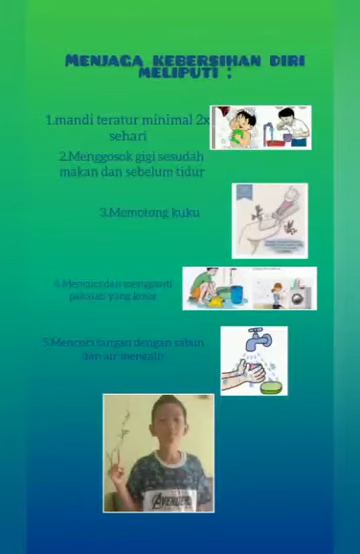 MENJAGA KEBERSIHAN DIRI
MELIPUTI :
1.mandi teratur minimal 2x
sehari
2.Menggosok gigi sesudah
makan dan sebelum tidur
3.Memotong kuku
4.Mencuci dan mengganti
pakaian yang kotor
5.Mencuci tangan dengan sabun
dan air mengalir
AVENGERS